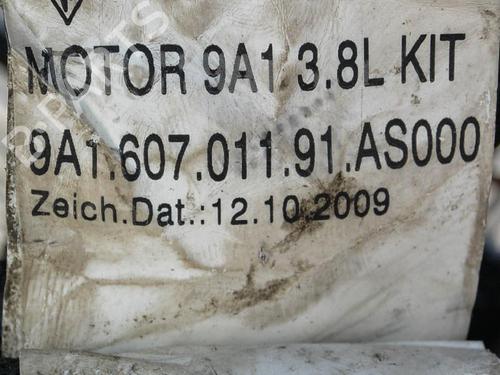 MOTOR 9A1 3.8L KIT
9A1.607.011.91.AS000
Zeich.Dat.:12.10.2009